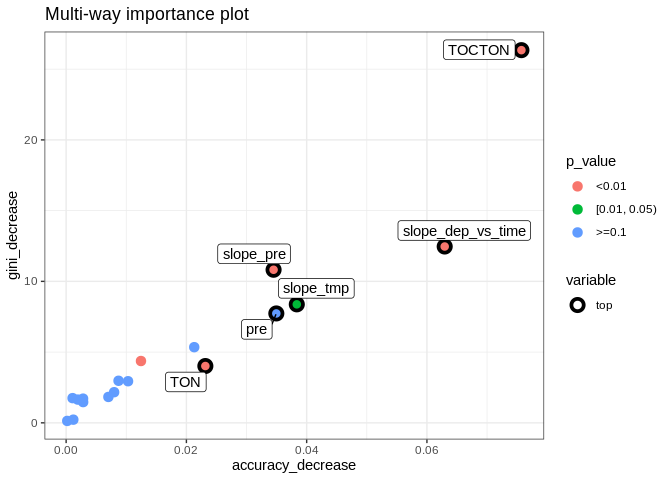 Multi-way importance plot
TOCTON
slope_dep_vs_time
slope_pre
slope_tmp
pre
TON
20
10
0
0.00
0.02
0.04
0.06
accuracy_decrease
gini_decrease
p_value
<0.01
[0.01, 0.05)
>=0.1
variable
top